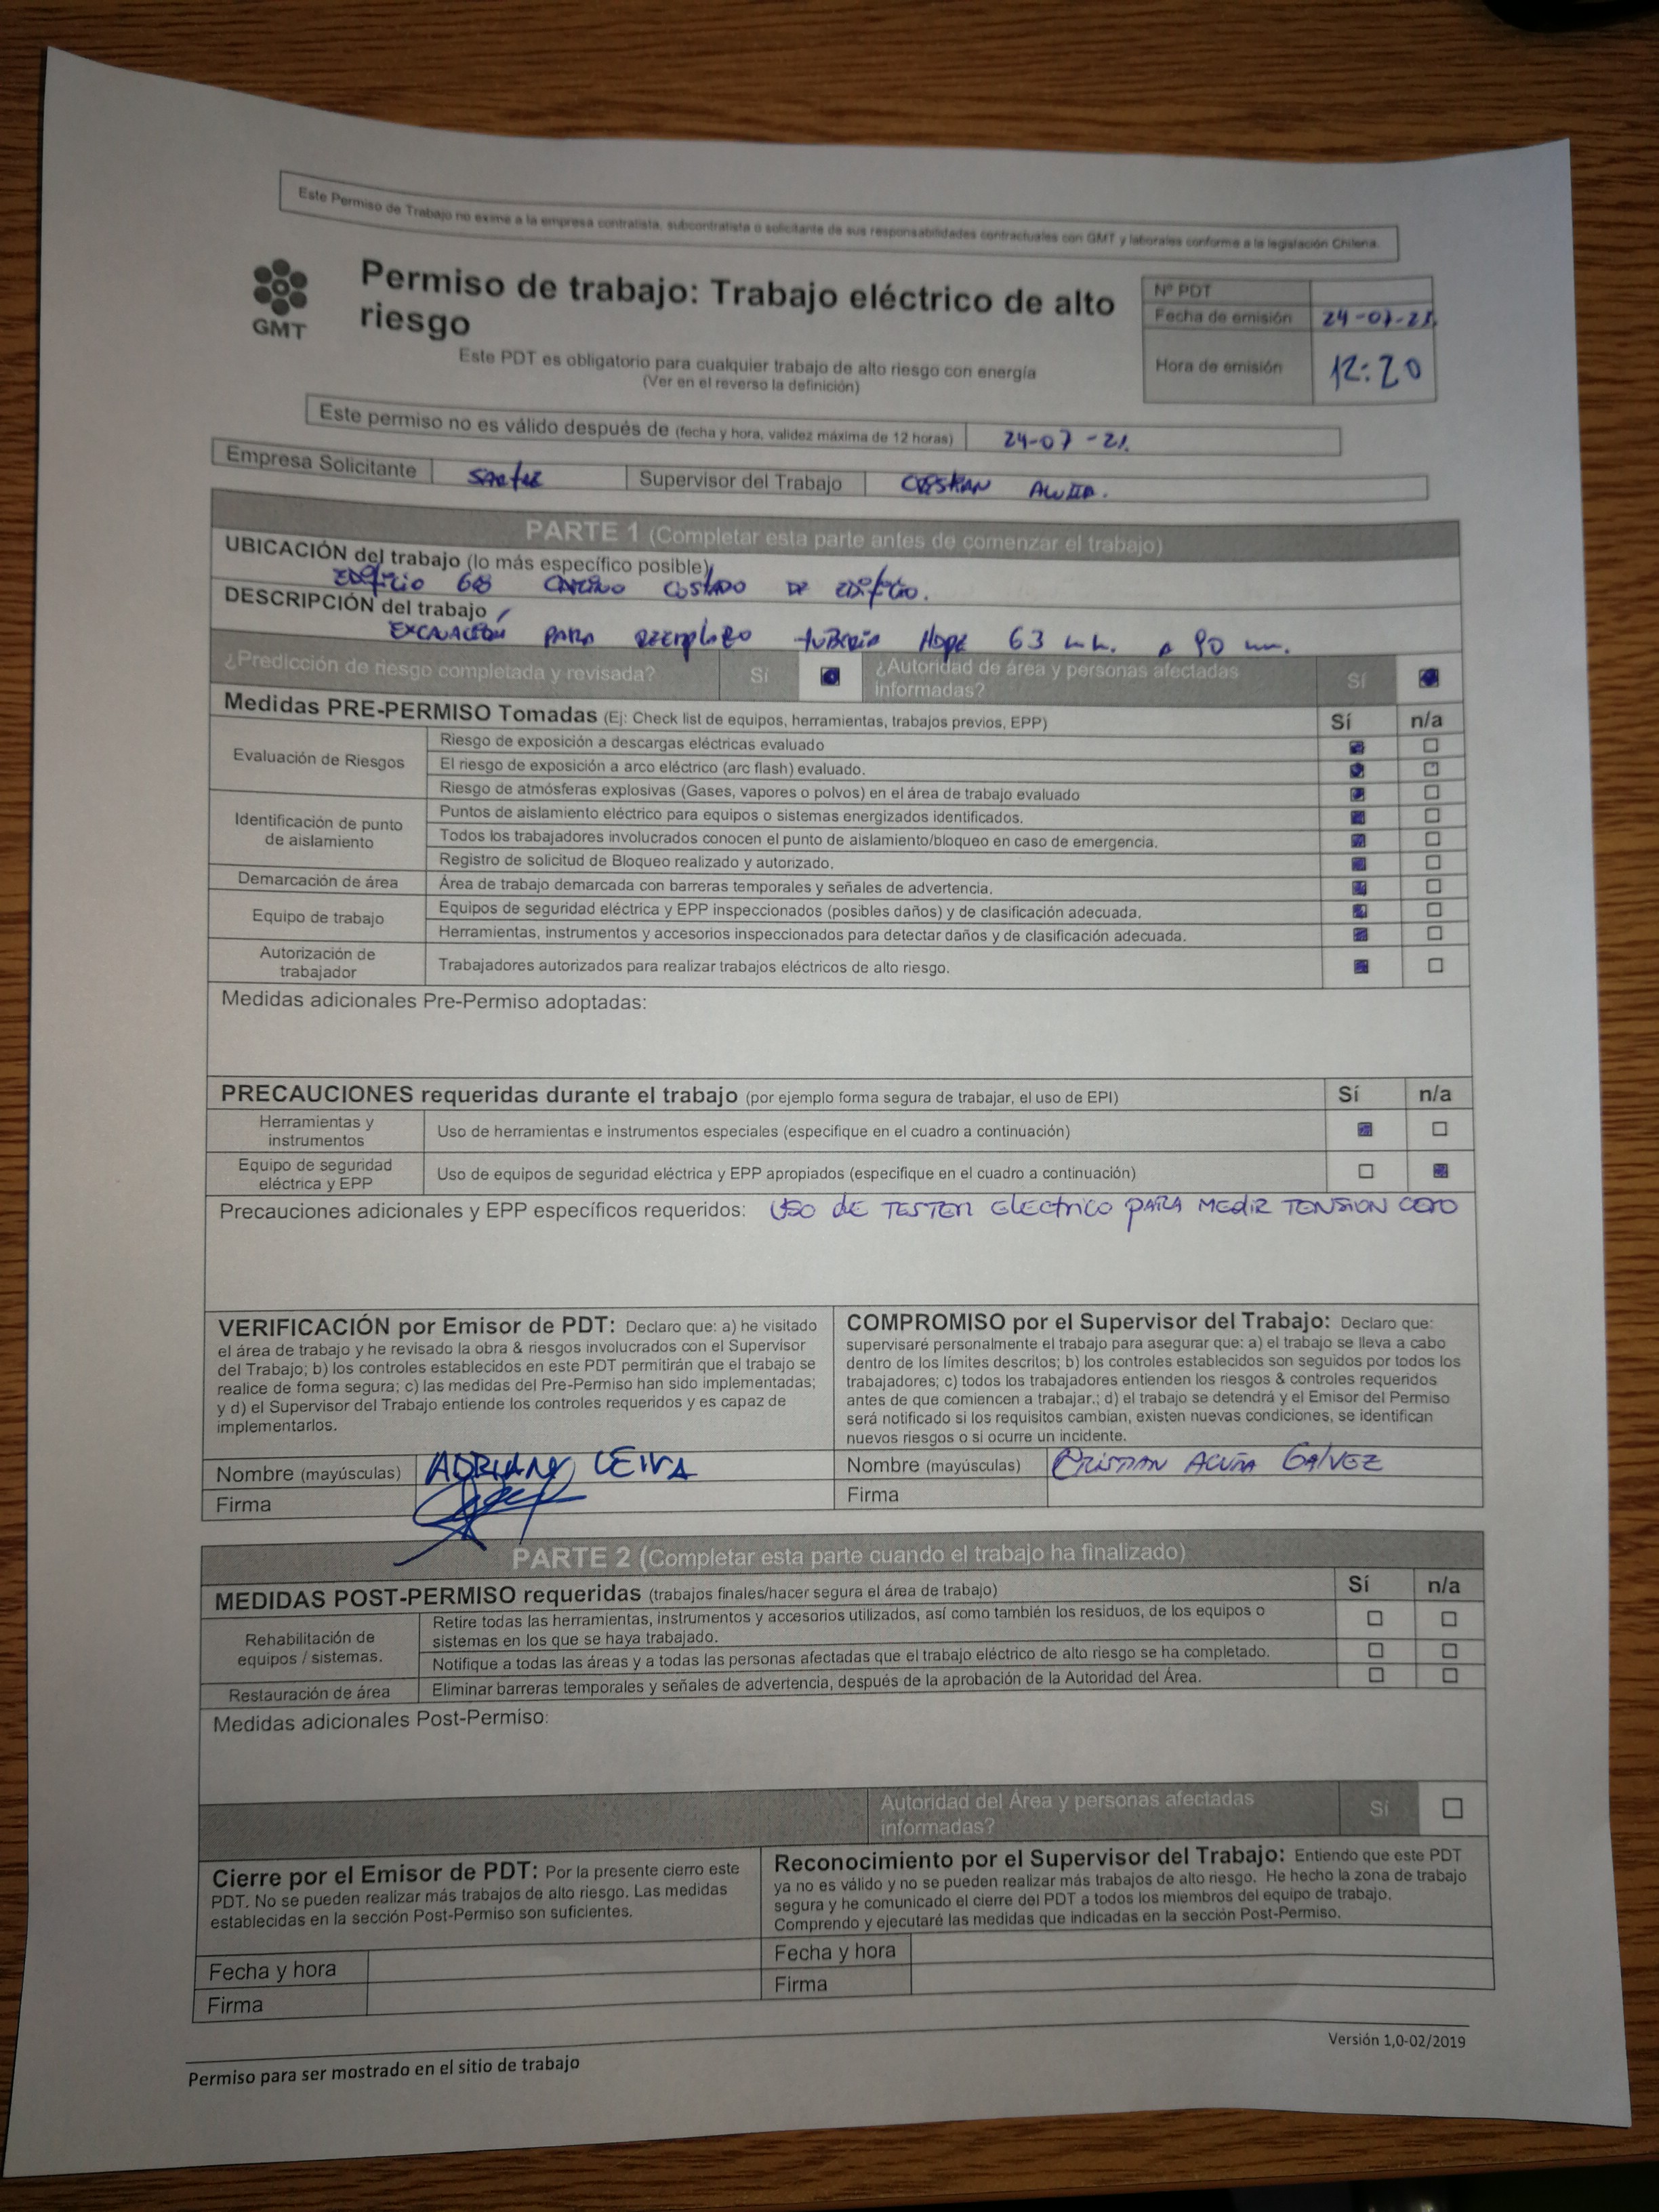 Este Permiso de Trabajo no exime a la empresa contratista, subcontratista o solicitante de sus responsabilidades contractuales con GMT y laborales conforme a la legislación Chilena.
GMT
Permiso de trabajo: Trabajo eléctrico de alto
riesgo
Este PDT es obligatorio para cualquier trabajo de alto riesgo con energía
(Ver en el reverso la definición)
Nº PDT
Fecha de emisión 24-07-21.
Hora de emisión 12:20
Este permiso no es válido después de (fecha y hora, validez máxima de 12 horas) 24-07-21.
Empresa Solicitante Supervisor del Trabajo
PARTE 1 (Completar esta parte antes de comenzar el trabajo)
UBICACIÓN del trabajo (lo más específico posible)
EDificio 68 COSTADO DE EDificio.
DESCRIPCIÓN del trabajo
EXCAVACIÓN PARA REEMPLAZO tuBERIA HDPE 63 mm. A 90 mm.
¿Predicción de riesgo completada y revisada? Sí ¿Autoridad de área y personas afectadas informadas? Sí
Medidas PRE-PERMISO Tomadas (Ej: Check list de equipos, herramientas, trabajos previos, EPP) Sí n/a
Evaluación de Riesgos
Riesgo de exposición a descargas eléctricas evaluado
El riesgo de exposición a arco eléctrico (arc flash) evaluado.
Riesgo de atmósferas explosivas (Gases, vapores o polvos) en el área de trabajo evaluado
Identificación de punto
de aislamiento
Puntos de aislamiento eléctrico para equipos o sistemas energizados identificados.
Todos los trabajadores involucrados conocen el punto de aislamiento/bloqueo en caso de emergencia.
Registro de solicitud de Bloqueo realizado y autorizado.
Demarcación de área Área de trabajo demarcada con barreras temporales y señales de advertencia.
Equipo de trabajo
Equipos de seguridad eléctrica y EPP inspeccionados (posibles daños) y de clasificación adecuada.
Herramientas, instrumentos y accesorios inspeccionados para detectar daños y de clasificación adecuada.
Autorización de
trabajador
Trabajadores autorizados para realizar trabajos eléctricos de alto riesgo.
Medidas adicionales Pre-Permiso adoptadas:
PRECAUCIONES requeridas durante el trabajo (por ejemplo forma segura de trabajar, el uso de EPI) Sí n/a
Herramientas y
instrumentos
Uso de herramientas e instrumentos especiales (especifique en el cuadro a continuación)
Equipo de seguridad
eléctrica y EPP
Uso de equipos de seguridad eléctrica y EPP apropiados (especifique en el cuadro a continuación)
Precauciones adicionales y EPP específicos requeridos: USO de TESTER Electrico PARA MEDIR TENSION CERO
VERIFICACIÓN por Emisor de PDT: Declaro que: a) he visitado
el área de trabajo y he revisado la obra & riesgos involucrados con el Supervisor
del Trabajo; b) los controles establecidos en este PDT permitirán que el trabajo se
realice de forma segura; c) las medidas del Pre-Permiso han sido implementadas;
y d) el Supervisor del Trabajo entiende los controles requeridos y es capaz de
implementarlos.
Nombre (mayúsculas) ADRIANO LEIVA
Firma
COMPROMISO por el Supervisor del Trabajo: Declaro que:
supervisaré personalmente el trabajo para asegurar que: a) el trabajo se lleva a cabo
dentro de los límites descritos; b) los controles establecidos son seguidos por todos los
trabajadores; c) todos los trabajadores entienden los riesgos & controles requeridos
antes de que comiencen a trabajar.; d) el trabajo se detendrá y el Emisor del Permiso
será notificado si los requisitos cambian, existen nuevas condiciones, se identifican
nuevos riesgos o si ocurre un incidente.
Nombre (mayúsculas) CRISTIAN ACUÑA GALVEZ
Firma
PARTE 2 (Completar esta parte cuando el trabajo ha finalizado)
MEDIDAS POST-PERMISO requeridas (trabajos finales/hacer segura el área de trabajo) Sí n/a
Rehabilitación de
equipos / sistemas.
Retire todas las herramientas, instrumentos y accesorios utilizados, así como también los residuos, de los equipos o
sistemas en los que se haya trabajado.
Notifique a todas las áreas y a todas las personas afectadas que el trabajo eléctrico de alto riesgo se ha completado.
Restauración de área Eliminar barreras temporales y señales de advertencia, después de la aprobación de la Autoridad del Área.
Medidas adicionales Post-Permiso:
Autoridad del Área y personas afectadas
informadas? Sí
Cierre por el Emisor de PDT: Por la presente cierro este
PDT. No se pueden realizar más trabajos de alto riesgo. Las medidas
establecidas en la sección Post-Permiso son suficientes.
Fecha y hora
Firma
Reconocimiento por el Supervisor del Trabajo: Entiendo que este PDT
ya no es válido y no se pueden realizar más trabajos de alto riesgo. He hecho la zona de trabajo
segura y he comunicado el cierre del PDT a todos los miembros del equipo de trabajo.
Comprendo y ejecutaré las medidas que indicadas en la sección Post-Permiso.
Fecha y hora
Firma
Permiso para ser mostrado en el sitio de trabajo
Versión 1,0-02/2019